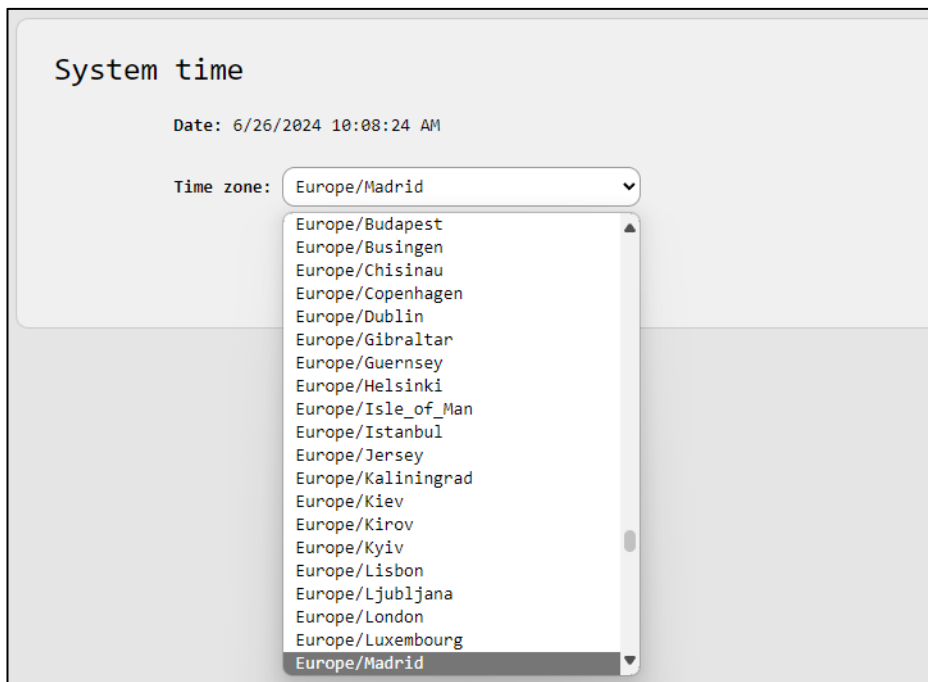 System time
Date: 6/26/2024 10:08:24 AM
Time zone: Europe/Madrid
Europe/Budapest
Europe/Busingen
Europe/Chisinau
Europe/Copenhagen
Europe/Dublin
Europe/Gibraltar
Europe/Guernsey
Europe/Helsinki
Europe/Isle_of_Man
Europe/Istanbul
Europe/Jersey
Europe/Kaliningrad
Europe/Kiev
Europe/Kirov
Europe/Kyiv
Europe/Lisbon
Europe/Ljubljana
Europe/London
Europe/Luxembourg
Europe/Madrid